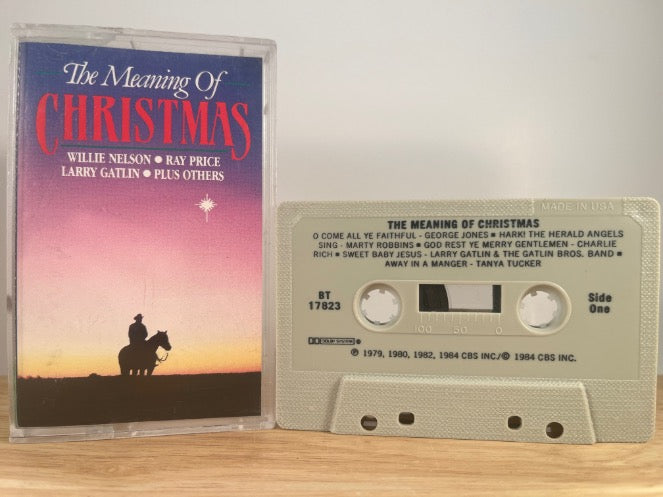 The Meaning Of
CHRISTMAS
WILLIE NELSON ● RAY PRICE
LARRY GATLIN ● PLUS OTHERS
MADE IN USA
THE MEANING OF CHRISTMAS
O COME ALL YE FAITHFUL - GEORGE JONES ■ HARK! THE HERALD ANGELS
SING - MARTY ROBBINS ■ GOD REST YE MERRY GENTLEMEN - CHARLIE
RICH ■ SWEET BABY JESUS - LARRY GATLIN & THE GATLIN BROS. BAND ■
AWAY IN A MANGER - TANYA TUCKER
BT
17823
Side
One
100 50 0
DOLBY SYSTEM
℗ 1979, 1980, 1982, 1984 CBS INC./© 1984 CBS INC.